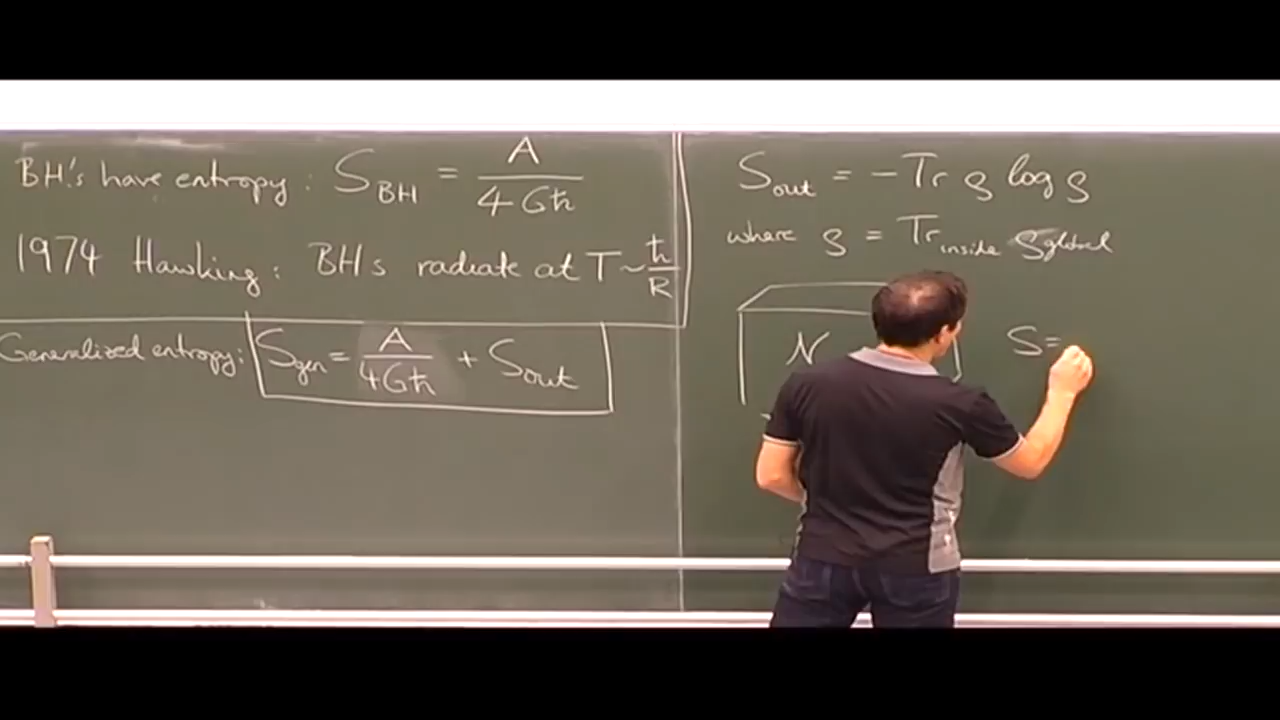 BH's have entropy: S_BH = A / 4Għ
1974 Hawking: BHs radiate at T ~ ħ/R
Generalized entropy: S_gen = A / 4Għ + S_out
S_out = -Tr ρ log ρ
where ρ = Tr_inside ρ_global
N
S=